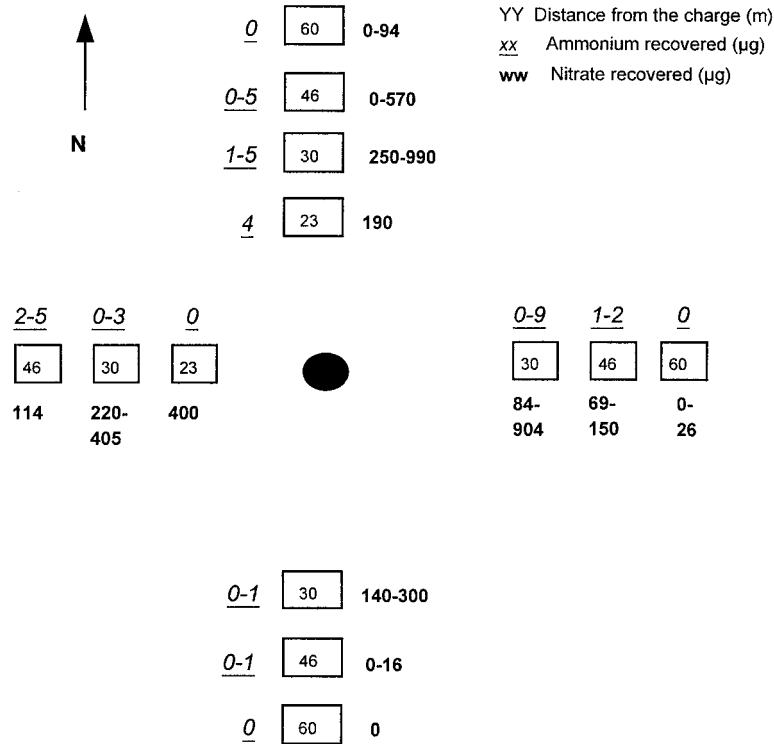 YY Distance from the charge (m)
xx Ammonium recovered (µg)
ww Nitrate recovered (µg)
N
0 60 0-94
0-5 46 0-570
1-5 30 250-990
4 23 190
2-5 0-3 0
46 30 23
114 220- 400
405
0-9 1-2 0
30 46 60
84- 69- 0-
904 150 26
0-1 30 140-300
0-1 46 0-16
0 60 0